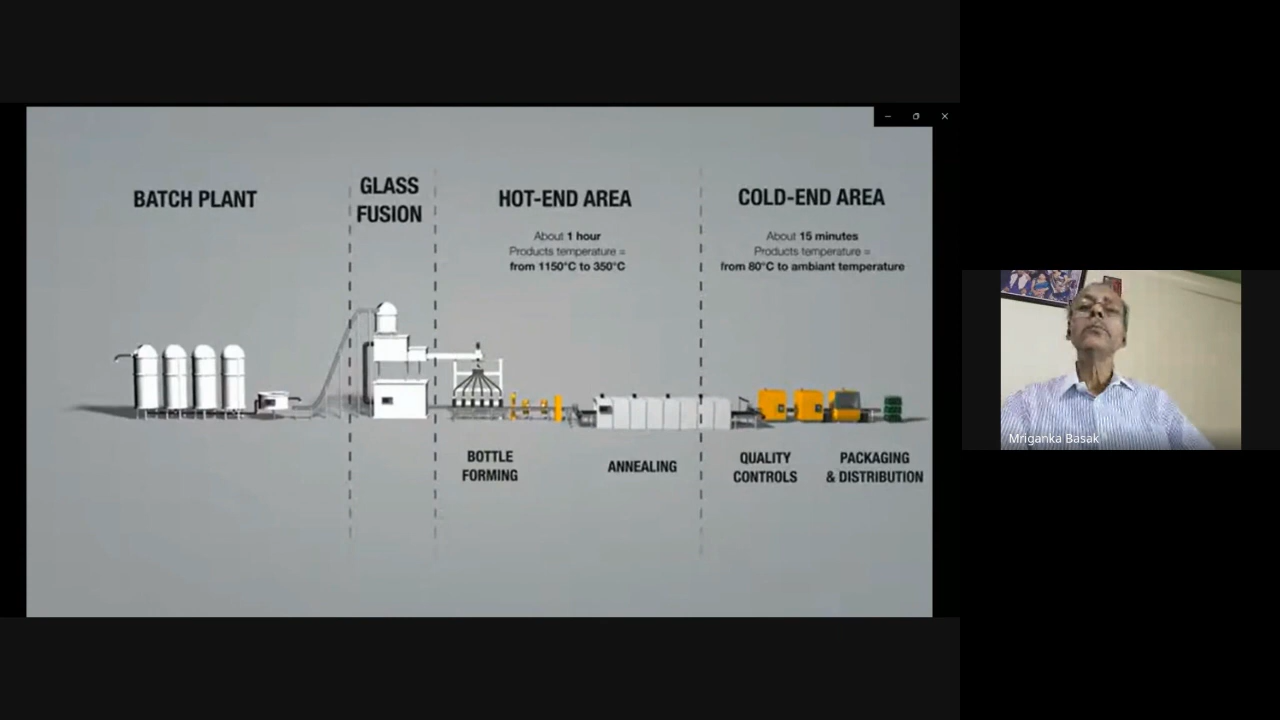 BATCH PLANT
GLASS
FUSION
HOT-END AREA
About 1 hour
Products temperature =
from 1150°C to 350°C
COLD-END AREA
About 15 minutes
Products temperature =
from 80°C to ambiant temperature
BOTTLE
FORMING
ANNEALING
QUALITY
CONTROLS
PACKAGING
& DISTRIBUTION
Mriganka Basak